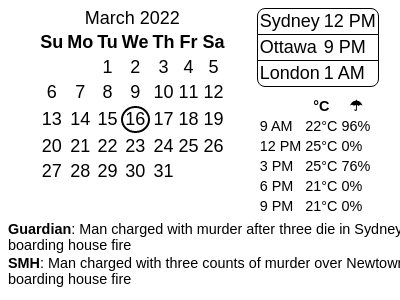 March 2022
Su Mo Tu We Th Fr Sa
1 2 3 4 5
6 7 8 9 10 11 12
13 14 15 16 17 18 19
20 21 22 23 24 25 26
27 28 29 30 31
Sydney 12 PM
Ottawa 9 PM
London 1 AM
°C ☂
9 AM 22°C 96%
12 PM 25°C 0%
3 PM 25°C 76%
6 PM 21°C 0%
9 PM 21°C 0%
Guardian: Man charged with murder after three die in Sydney
boarding house fire
SMH: Man charged with three counts of murder over Newtow
boarding house fire